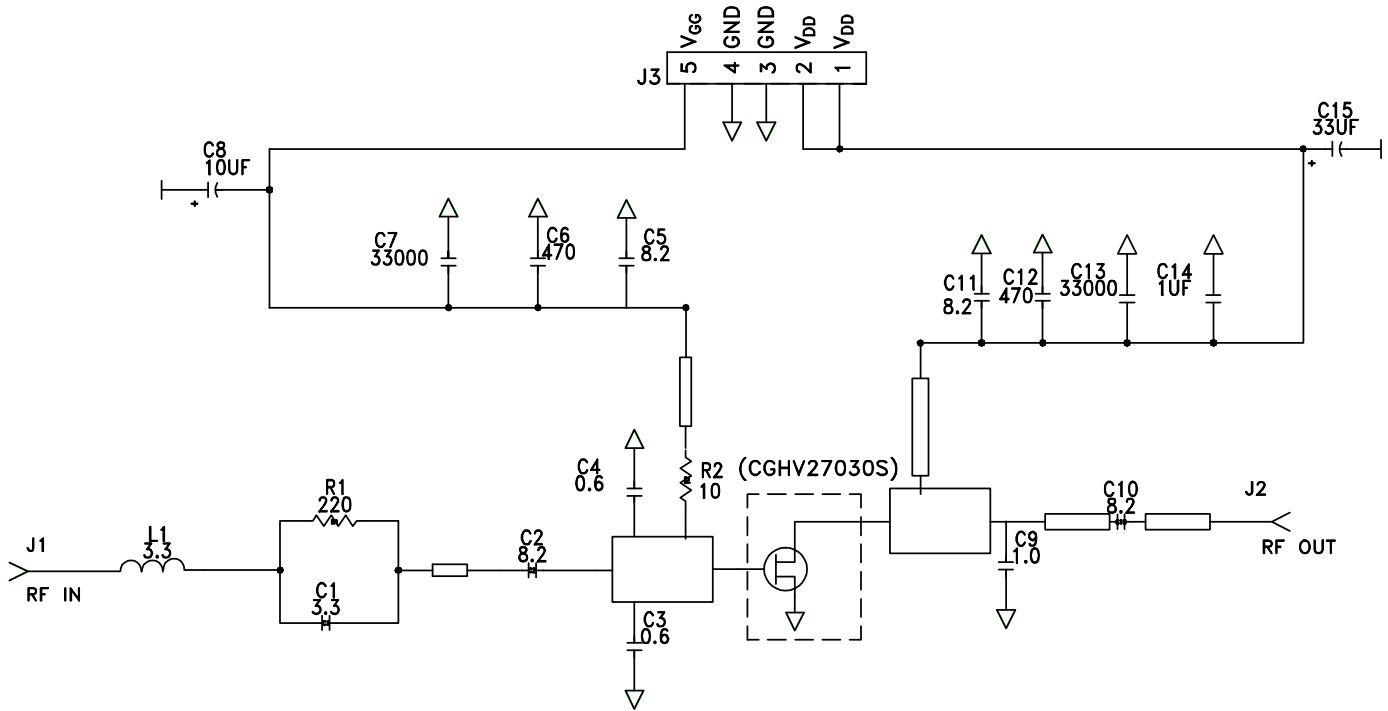 VGG
GND
GND
VDD
VDD
J3
5
4
3
2
1
C15
33UF
C8
10UF
+
+
C7
33000
C6
470
C5
8.2
C11
8.2
C12
470
C13
33000
C14
1UF
C4
0.6
R2
10
(CGHV27030S)
R1
220
C10
8.2
J2
RF OUT
J1
RF IN
L1
3.3
C2
8.2
C9
1.0
C1
3.3
C3
0.6